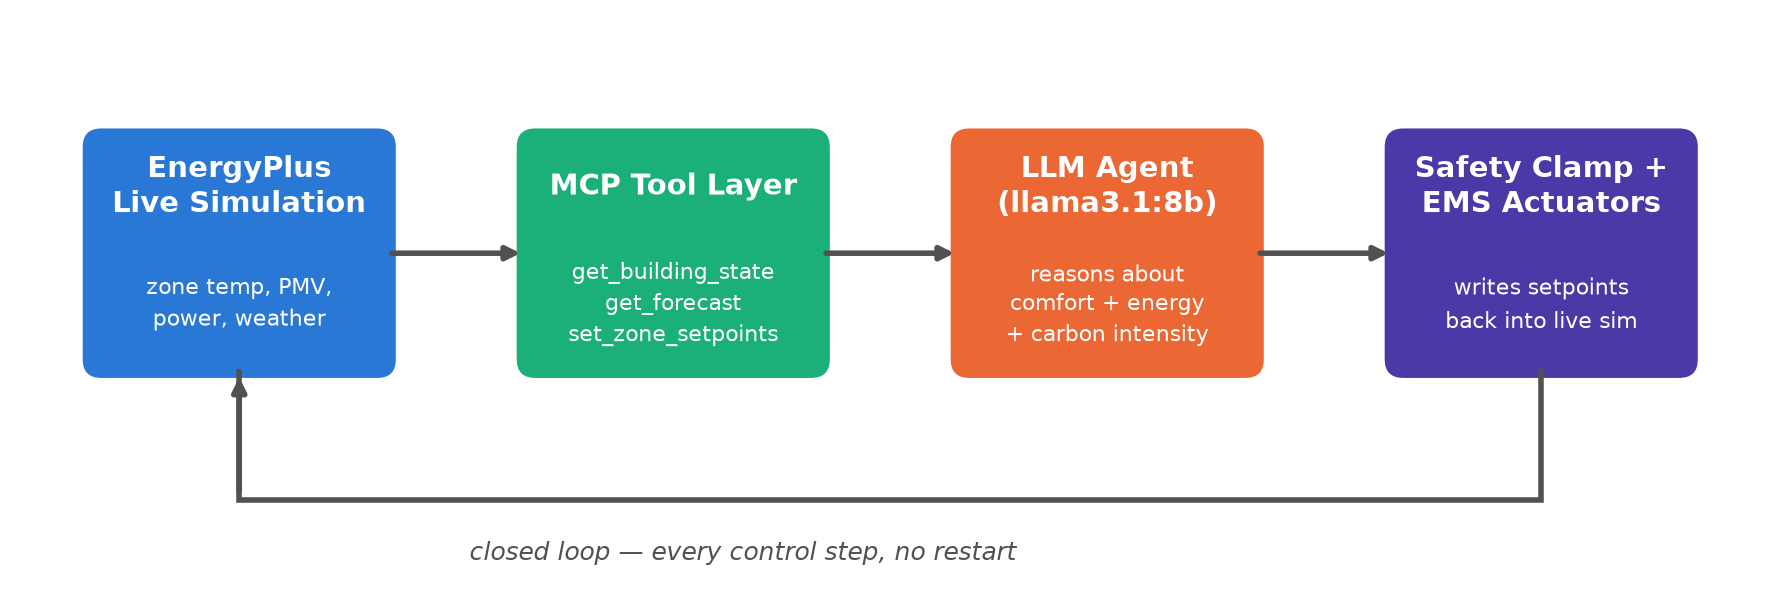 EnergyPlus
Live Simulation
zone temp, PMV,
power, weather
MCP Tool Layer
get_building_state
get_forecast
set_zone_setpoints
LLM Agent
(llama3.1:8b)
reasons about
comfort + energy
+ carbon intensity
Safety Clamp +
EMS Actuators
writes setpoints
back into live sim
closed loop — every control step, no restart